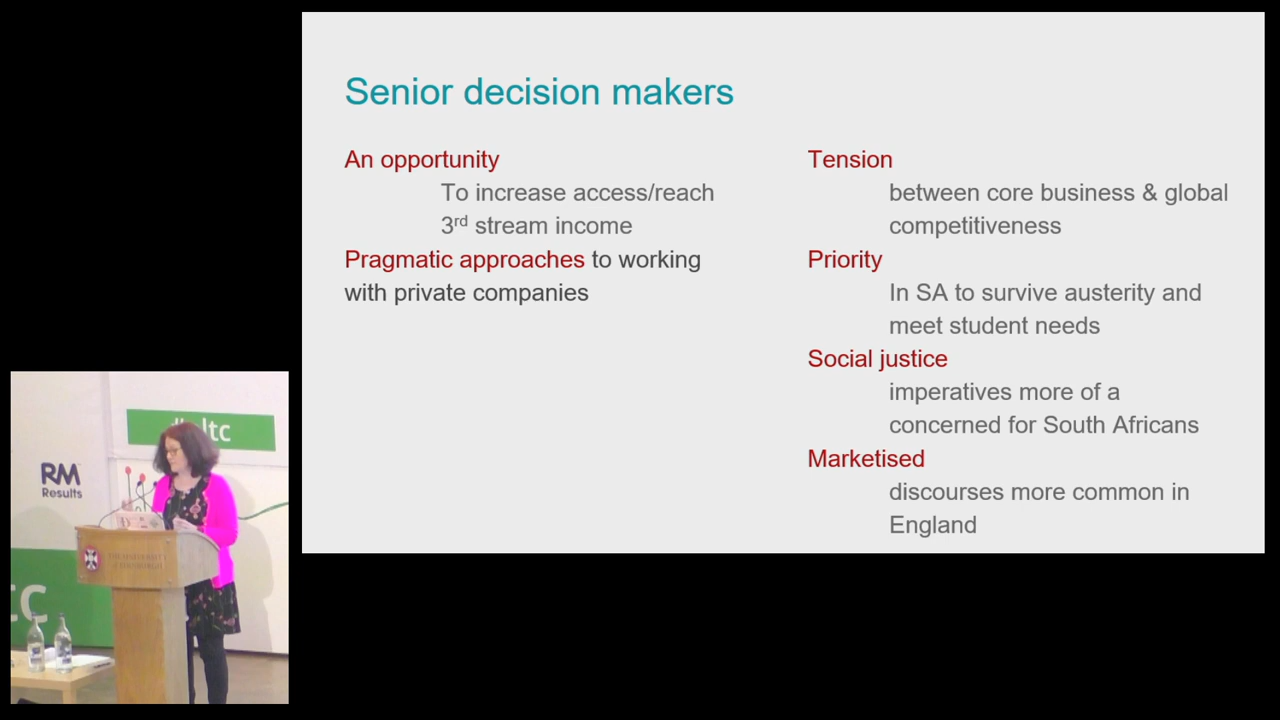 Senior decision makers
An opportunity
To increase access/reach
3rd stream income
Pragmatic approaches to working
with private companies
Tension
between core business & global
competitiveness
Priority
In SA to survive austerity and
meet student needs
Social justice
imperatives more of a
concerned for South Africans
Marketised
discourses more common in
England
RM
Results